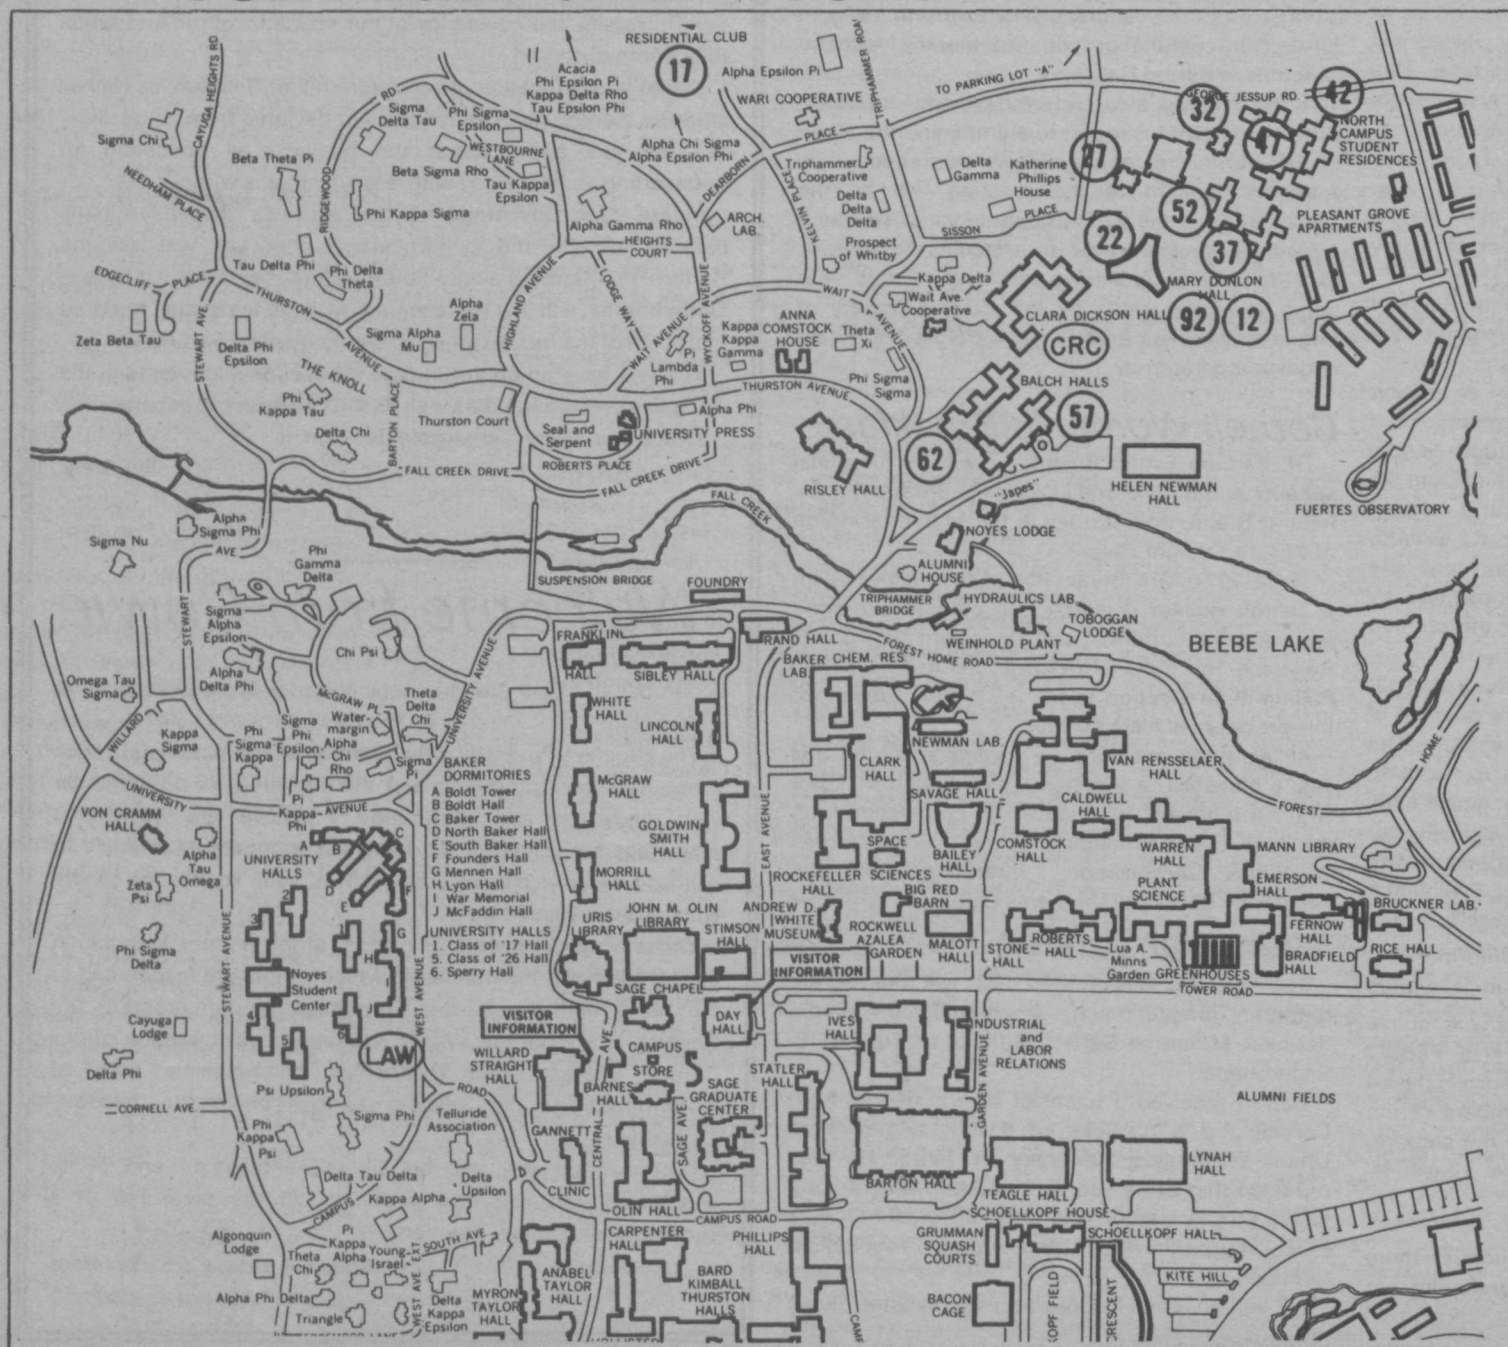 RESIDENTIAL CLUB
17
Acacia
Phi Epsilon Pi
Kappa Delta Rho
Tau Epsilon Phi
Alpha Epsilon Pi
TRIPHAMMER ROAD
TO PARKING LOT "A"
GEORGE JESSUP RD.
32
42
CAYUGA HEIGHTS RD
Sigma Chi
NEEDHAM PLACE
Beta Theta Pi
RIDGEWOOD
RD
Sigma
Delta Tau
Phi Sigma
Epsilon
WESTBOURNE
LANE
Beta Sigma Rho
Tau Kappa
Epsilon
Phi Kappa Sigma
WARI COOPERATIVE
Alpha Chi Sigma
Alpha Epsilon Phi
DEARBORN
PLACE
Triphammer
Cooperative
Delta
Gamma
Katherine
Phillips
House
27
47
NORTH
CAMPUS
STUDENT
RESIDENCES
52
37
22
PLEASANT GROVE
APARTMENTS
Delta
Delta
Delta
SISSON
PLACE
KELVIN PLACE
Prospect
of Whitby
ARCH.
LAB.
Alpha Gamma Rho
HEIGHTS
COURT
Tau Delta Phi
Phi Delta
Theta
EDGECLIFF PLACE
THURSTON
AVENUE
STEWART AVE.
Zeta Beta Tau
Delta Phi
Epsilon
Alpha
Zeta
Sigma Alpha
Mu
HIGHLAND AVENUE
LODGE WAY
WAIT AVENUE
WYCKOFF AVENUE
Pi
Lambda
Phi
Kappa
Kappa
Gamma
ANNA
COMSTOCK
HOUSE
Theta
Xi
WAIT
AVENUE
Kappa Delta
Wait Ave.
Cooperative
CLARA DICKSON HALL
CRC
MARY DONLON
HALL
92
12
THE KNOLL
Phi
Kappa Tau
BARTON PLACE
Delta Chi
Thurston Court
Seal and
Serpent
UNIVERSITY PRESS
Alpha Phi
THURSTON AVENUE
Phi Sigma
Sigma
BALCH HALLS
57
62
FALL CREEK DRIVE
ROBERTS PLACE
FALL CREEK DRIVE
RISLEY HALL
HELEN NEWMAN
HALL
FUERTES OBSERVATORY
FALL CREEK
"Japes"
NOYES LODGE
ALUMNI
HOUSE
Alpha
Sigma Phi
Sigma Nu
AVE
STEWART
Phi
Gamma
Delta
Sigma
Alpha
Epsilon
SUSPENSION BRIDGE
FOUNDRY
TRIPHAMMER
BRIDGE
HYDRAULICS LAB.
WEINHOLD PLANT
TOBOGGAN
LODGE
BEEBE LAKE
FOREST HOME ROAD
FRANKLIN
HALL
SIBLEY HALL
RAND HALL
BAKER CHEM. RES.
LAB.
Chi Psi
Alpha
Delta Phi
Omega Tau
Sigma
McGRAW PL
UNIVERSITY AVENUE
Theta
Delta
Chi
Water-
margin
WHITE
HALL
LINCOLN
HALL
NEWMAN LAB.
CLARK
HALL
VAN RENSSELAER
HALL
WILLARD
Kappa
Sigma
Phi
Sigma
Kappa
Sigma
Phi
Epsilon
Alpha
Chi
Rho
Sigma
Pi
McGRAW
HALL
SAVAGE HALL
CALDWELL
HALL
FOREST
HOME
UNIVERSITY
AVENUE
Pi
Kappa
Phi
VON CRAMM
HALL
BAKER
DORMITORIES
A Boldt Tower
B Boldt Hall
C Baker Tower
D North Baker Hall
E South Baker Hall
F Founders Hall
G Mennen Hall
H Lyon Hall
I War Memorial
J McFaddin Hall
UNIVERSITY HALLS
1. Class of '17 Hall
5. Class of '26 Hall
6. Sperry Hall
GOLDWIN
SMITH
HALL
EAST AVENUE
SPACE
SCIENCES
ROCKEFELLER
HALL
BAILEY
HALL
COMSTOCK
HALL
WARREN
HALL
MANN LIBRARY
PLANT
SCIENCE
EMERSON
HALL
BRUCKNER LAB.
A
B
C
D
E
F
G
H
I
J
UNIVERSITY
HALLS
Alpha
Tau
Omega
Zeta
Psi
Phi Sigma
Delta
2
3
4
5
6
Noyes
Student
Center
STEWART AVENUE
WEST AVENUE
MORRILL
HALL
URIS
LIBRARY
JOHN M. OLIN
LIBRARY
STIMSON
HALL
ANDREW D.
WHITE
MUSEUM
BIG RED
BARN
ROCKWELL
AZALEA
GARDEN
MALOTT
HALL
STONE
HALL
ROBERTS
HALL
Lua A.
Minns
Garden
GREENHOUSES
FERNOW
HALL
BRADFIELD
HALL
RICE HALL
TOWER ROAD
VISITOR
INFORMATION
SAGE CHAPEL
DAY
HALL
IVES
HALL
INDUSTRIAL
and
LABOR
RELATIONS
Cayuga
Lodge
Delta Phi
LAW
VISITOR
INFORMATION
WILLARD
STRAIGHT
HALL
AVE
CAMPUS
STORE
BARNES
HALL
SAGE
GRADUATE
CENTER
STATLER
HALL
GARDEN AVENUE
ALUMNI FIELDS
CORNELL AVE.
Psi Upsilon
Sigma Phi
ROAD
Telluride
Association
Phi
Kappa
Psi
GANNETT
CLINIC
CENTRAL
SAGE AVE
BARTON HALL
TEAGLE HALL
LYNAH
HALL
Delta Tau Delta
CAMPUS
Kappa Alpha
Delta
Upsilon
OLIN HALL
CAMPUS ROAD
SCHOELLKOPF HOUSE
SCHOELLKOPF HALL
Algonquin
Lodge
Pi
Kappa
Alpha
Young
Israel
Theta
Chi
SOUTH AVE
WEST AVE EXT
CARPENTER
HALL
PHILLIPS
HALL
GRUMMAN
SQUASH
COURTS
KITE HILL
Alpha Phi Delta
Triangle
Delta
Kappa
Epsilon
MYRON
TAYLOR
HALL
ANABEL
TAYLOR
HALL
BARD
KIMBALL
THURSTON
HALLS
BACON
CAGE
KOPF FIELD
CRESCENT